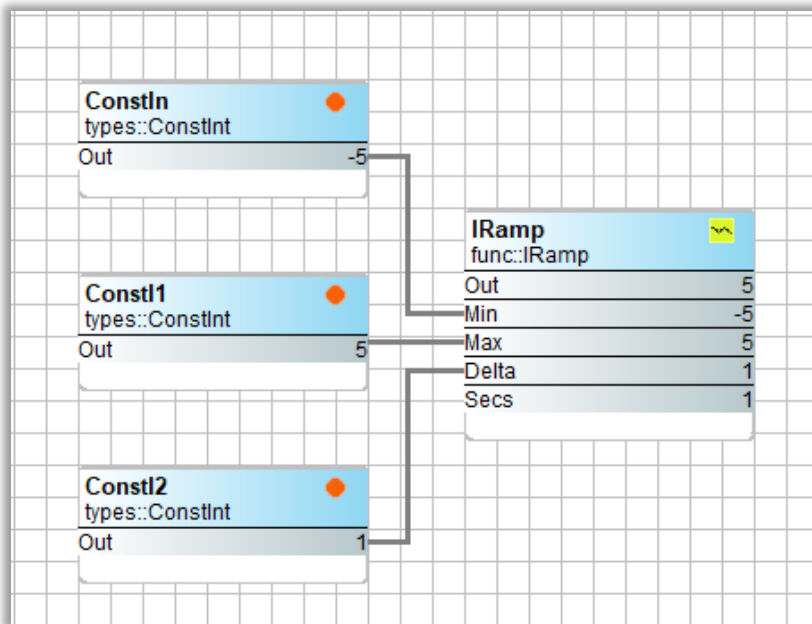 ConstIn
types::ConstInt
Out -5
IRamp
func::IRamp
Out 5
Min -5
Max 5
Delta 1
Secs 1
ConstI1
types::ConstInt
Out 5
ConstI2
types::ConstInt
Out 1